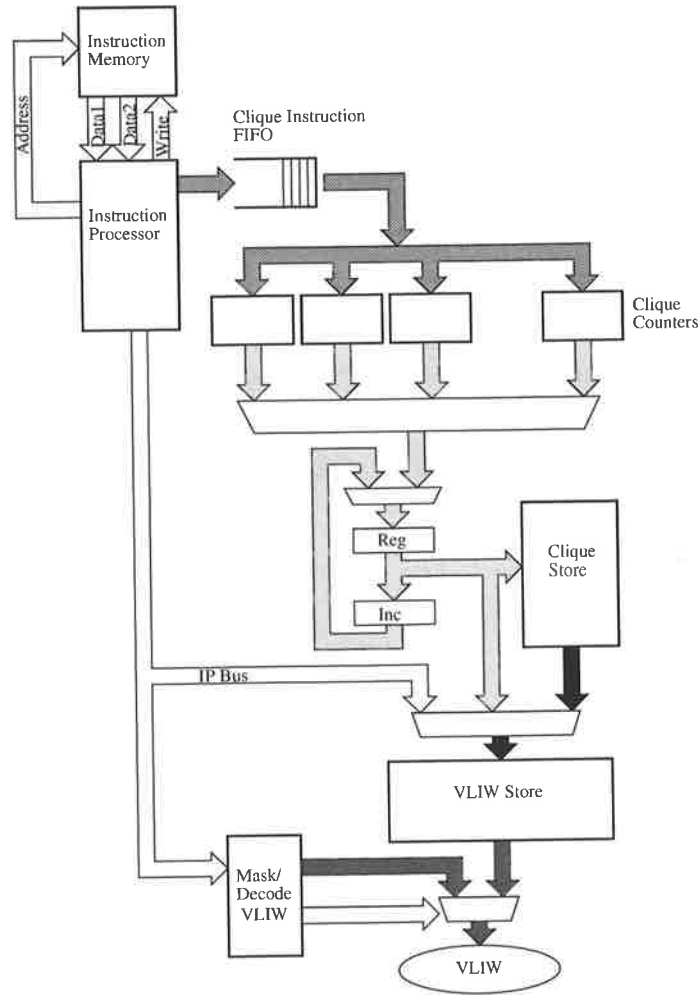 Instruction
Memory
Address
Data1
Data2
Write
Clique Instruction
FIFO
Instruction
Processor
Clique
Counters
Reg
Clique
Store
Inc
IP Bus
VLIW Store
Mask/
Decode
VLIW
VLIW